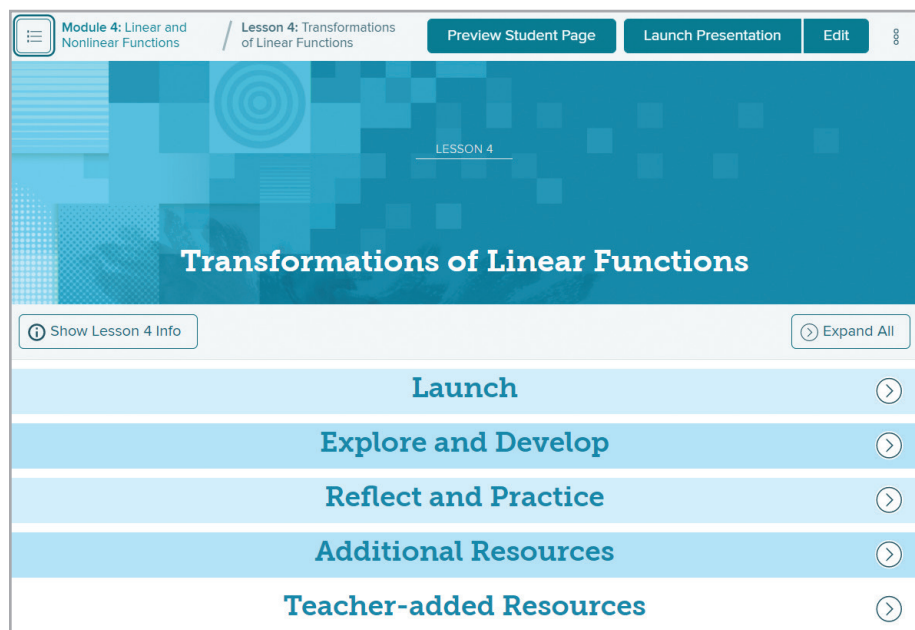 Module 4: Linear and
Nonlinear Functions
/
Lesson 4: Transformations
of Linear Functions
Preview Student Page
Launch Presentation
Edit
LESSON 4
Transformations of Linear Functions
Show Lesson 4 Info
Expand All
Launch
Explore and Develop
Reflect and Practice
Additional Resources
Teacher-added Resources